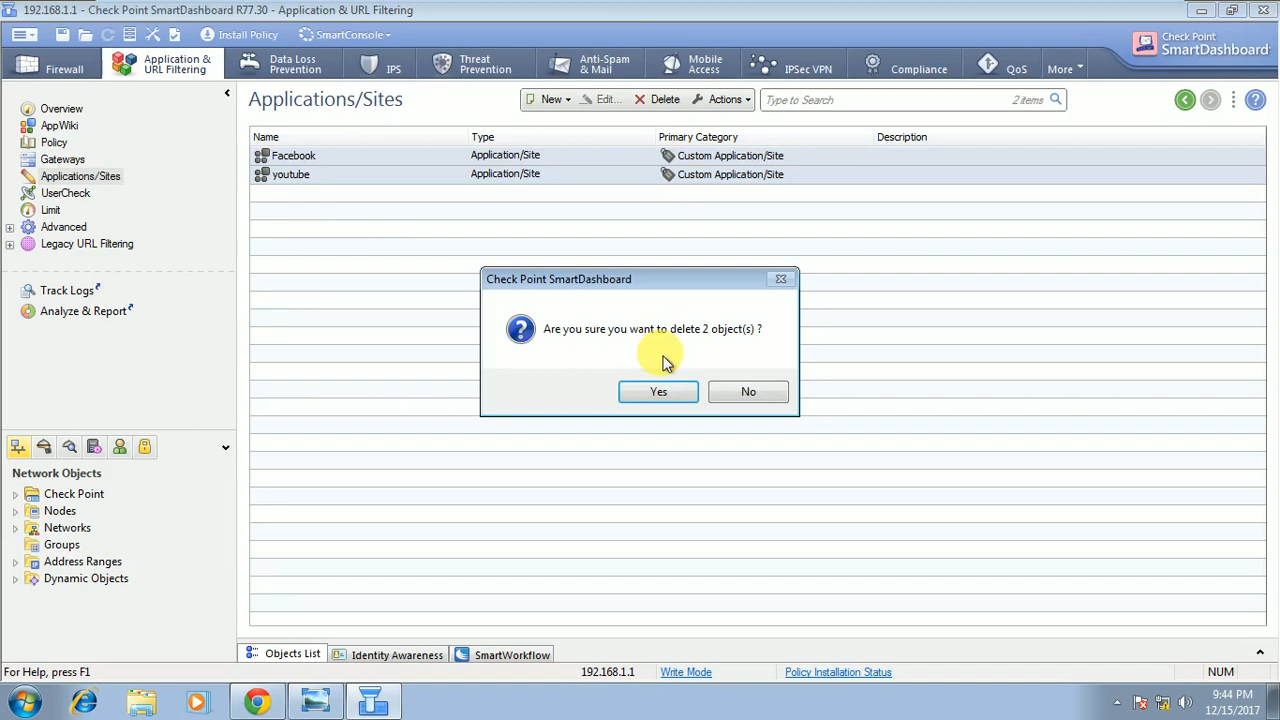 192.168.1.1 - Check Point SmartDashboard R77.30 - Application & URL Filtering
Install Policy
SmartConsole
Check Point
SmartDashboard
Firewall
Application &
URL Filtering
Data Loss
Prevention
IPS
Threat
Prevention
Anti-Spam
& Mail
Mobile
Access
IPSec VPN
Compliance
QoS
More
Overview
AppWiki
Policy
Gateways
Applications/Sites
UserCheck
Limit
Advanced
Legacy URL Filtering
Track Logs
Analyze & Report
Applications/Sites
New
Edit...
Delete
Actions
Type to Search
2 items
Name Type Primary Category Description
Facebook Application/Site Custom Application/Site
youtube Application/Site Custom Application/Site
Check Point SmartDashboard
Are you sure you want to delete 2 object(s) ?
Yes
No
Network Objects
Check Point
Nodes
Networks
Groups
Address Ranges
Dynamic Objects
Objects List
Identity Awareness
SmartWorkflow
For Help, press F1
192.168.1.1
Write Mode
Policy Installation Status
NUM
9:44 PM
12/15/2017